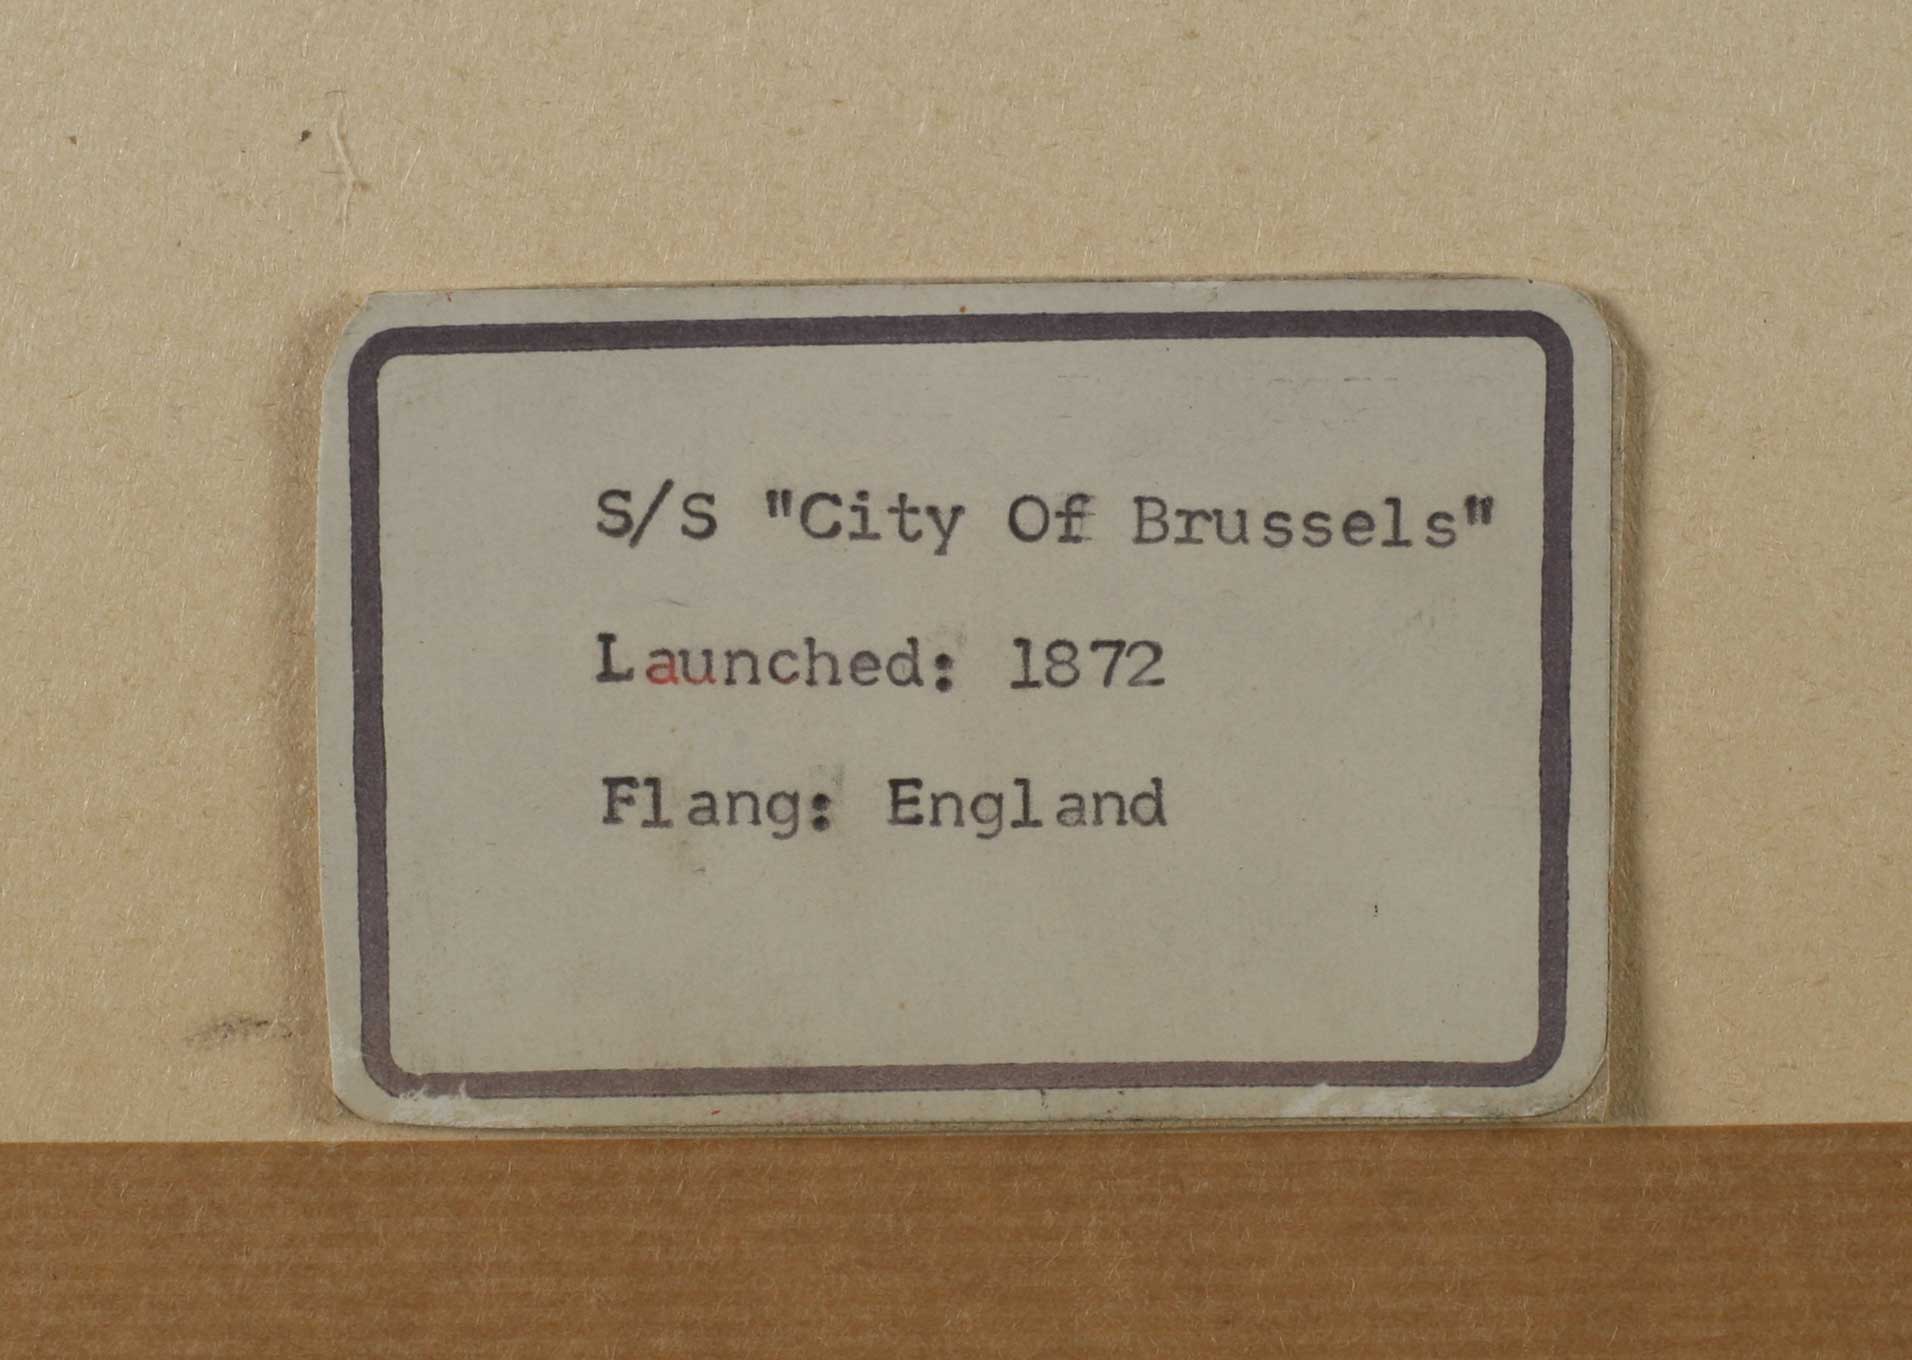 S/S "City Of Brussels"
Launched: 1872
Flang: England